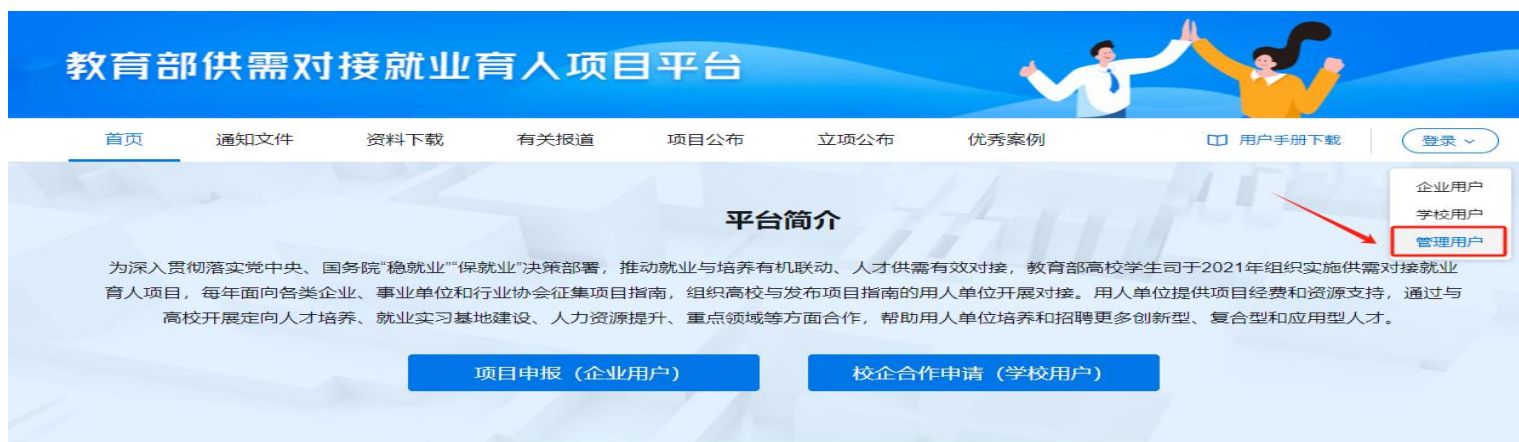 教育部供需对接就业育人项目平台
首页 通知文件 资料下载 有关报道 项目公布 立项公布 优秀案例 用户手册下载 登录
企业用户
学校用户
管理用户
平台简介
为深入贯彻落实党中央、国务院“稳就业”“保就业”决策部署，推动就业与培养有机联动、人才供需有效对接，教育部高校学生司于2021年组织实施供需对接就业
育人项目，每年面向各类企业、事业单位和行业协会征集项目指南，组织高校与发布项目指南的用人单位开展对接。用人单位提供项目经费和资源支持，通过与
高校开展定向人才培养、就业实习基地建设、人力资源提升、重点领域等方面合作，帮助用人单位培养和招聘更多创新型、复合型和应用型人才。
项目申报（企业用户） 校企合作申请（学校用户）